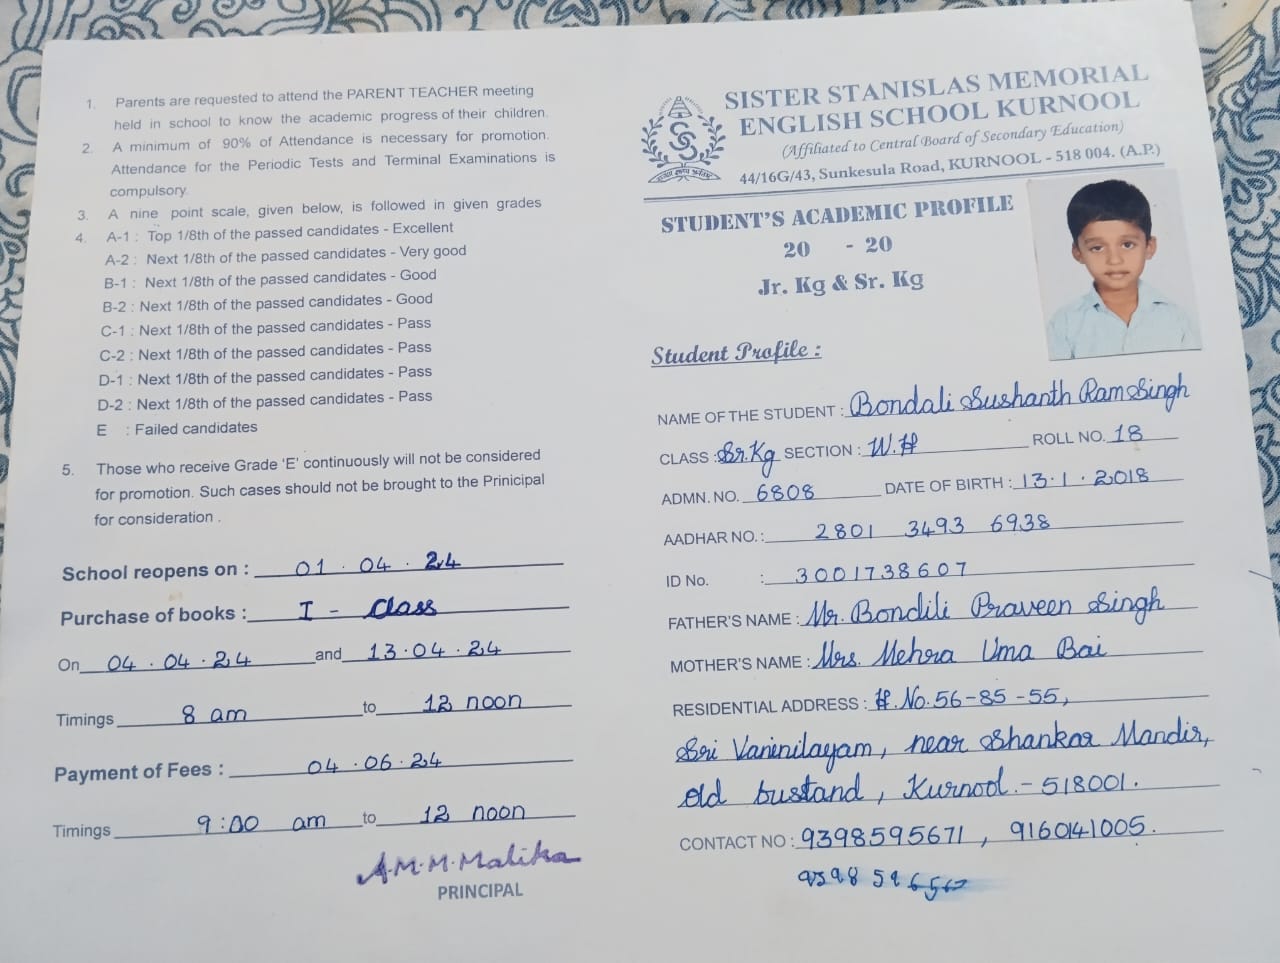 1. Parents are requested to attend the PARENT TEACHER meeting
held in school to know the academic progress of their children.
2. A minimum of 90% of Attendance is necessary for promotion.
Attendance for the Periodic Tests and Terminal Examinations is
compulsory.
3. A nine point scale, given below, is followed in given grades
4. A-1 : Top 1/8th of the passed candidates - Excellent
A-2 : Next 1/8th of the passed candidates - Very good
B-1 : Next 1/8th of the passed candidates - Good
B-2 : Next 1/8th of the passed candidates - Good
C-1 : Next 1/8th of the passed candidates - Pass
C-2 : Next 1/8th of the passed candidates - Pass
D-1 : Next 1/8th of the passed candidates - Pass
D-2 : Next 1/8th of the passed candidates - Pass
E : Failed candidates
5. Those who receive Grade 'E' continuously will not be considered
for promotion. Such cases should not be brought to the Prinicipal
for consideration .
School reopens on : 01 . 04 . 24
Purchase of books : I - Class
On 04 . 04 . 24 and 13 . 04 . 24
Timings 8 am to 12 noon
Payment of Fees : 04 . 06 . 24
Timings 9:00 am to 12 noon
A.M.M.Malika
PRINCIPAL
SISTER STANISLAS MEMORIAL
ENGLISH SCHOOL KURNOOL
(Affiliated to Central Board of Secondary Education)
44/16G/43, Sunkesula Road, KURNOOL - 518 004. (A.P.)
STUDENT'S ACADEMIC PROFILE
20 - 20
Jr. Kg & Sr. Kg
Student Profile :
NAME OF THE STUDENT : Bondali Sushanth Ram Singh
CLASS : Sr.Kg SECTION : W.H ROLL NO. 18
ADMN. NO. 6808 DATE OF BIRTH : 13.1.2018
AADHAR NO.: 2801 3493 6938
ID No. : 3001738607
FATHER'S NAME : Mr. Bondili Praveen Singh
MOTHER'S NAME : Mrs. Mehra Uma Bai
RESIDENTIAL ADDRESS : H.No.56-85-55,
Sri Vaninilayam, near Shankar Mandir,
old bustand, Kurnool.- 518001.
CONTACT NO : 9398595671 , 9160141005.